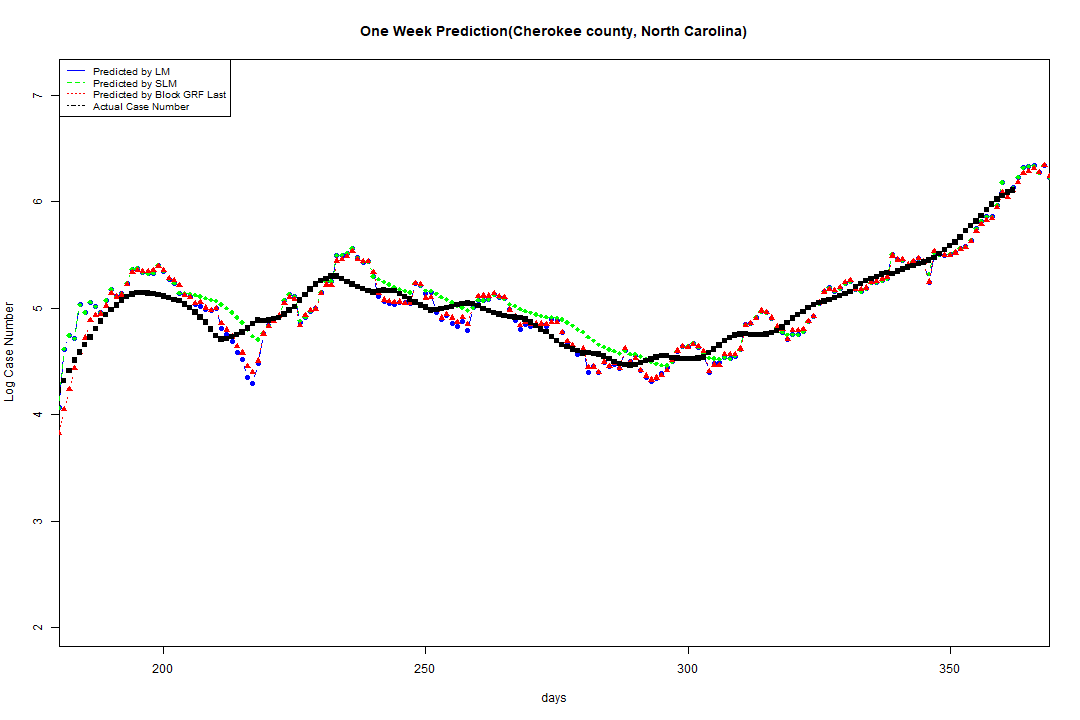 One Week Prediction(Cherokee county, North Carolina)
Predicted by LM
Predicted by SLM
Predicted by Block GRF Last
Actual Case Number
7
6
5
4
3
2
Log Case Number
200
250
300
350
days